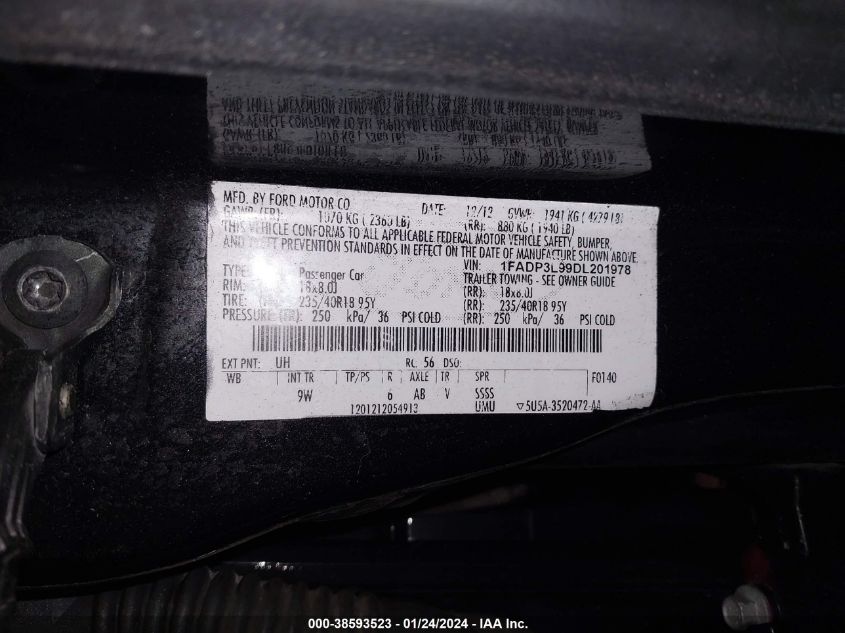 MFD. BY FORD MOTOR CO DATE: 12/12 GVWR: 1941 KG ( 4279 LB)
GAWR (FR): 1070 KG ( 2360 LB) (RR): 880 KG ( 1940 LB)
THIS VEHICLE CONFORMS TO ALL APPLICABLE FEDERAL MOTOR VEHICLE SAFETY, BUMPER,
AND THEFT PREVENTION STANDARDS IN EFFECT ON THE DATE OF MANUFACTURE SHOWN ABOVE.
VIN: 1FADP3L99DL201978
TYPE: Passenger Car TRAILER TOWING - SEE OWNER GUIDE
RIM: 18x8.0J (RR): 18x8.0J
TIRE: 235/40R18 95Y (RR): 235/40R18 95Y
PRESSURE (FR): 250 kPa/ 36 PSI COLD (RR): 250 kPa/ 36 PSI COLD
EXT PNT: UH RC: 56 DSO:
WB INT TR TP/PS R AXLE TR SPR F0140
9W 6 AB V SSSS
1201212054913 UMU ▽5U5A-3520472-AA
000-38593523 - 01/24/2024 - IAA Inc.